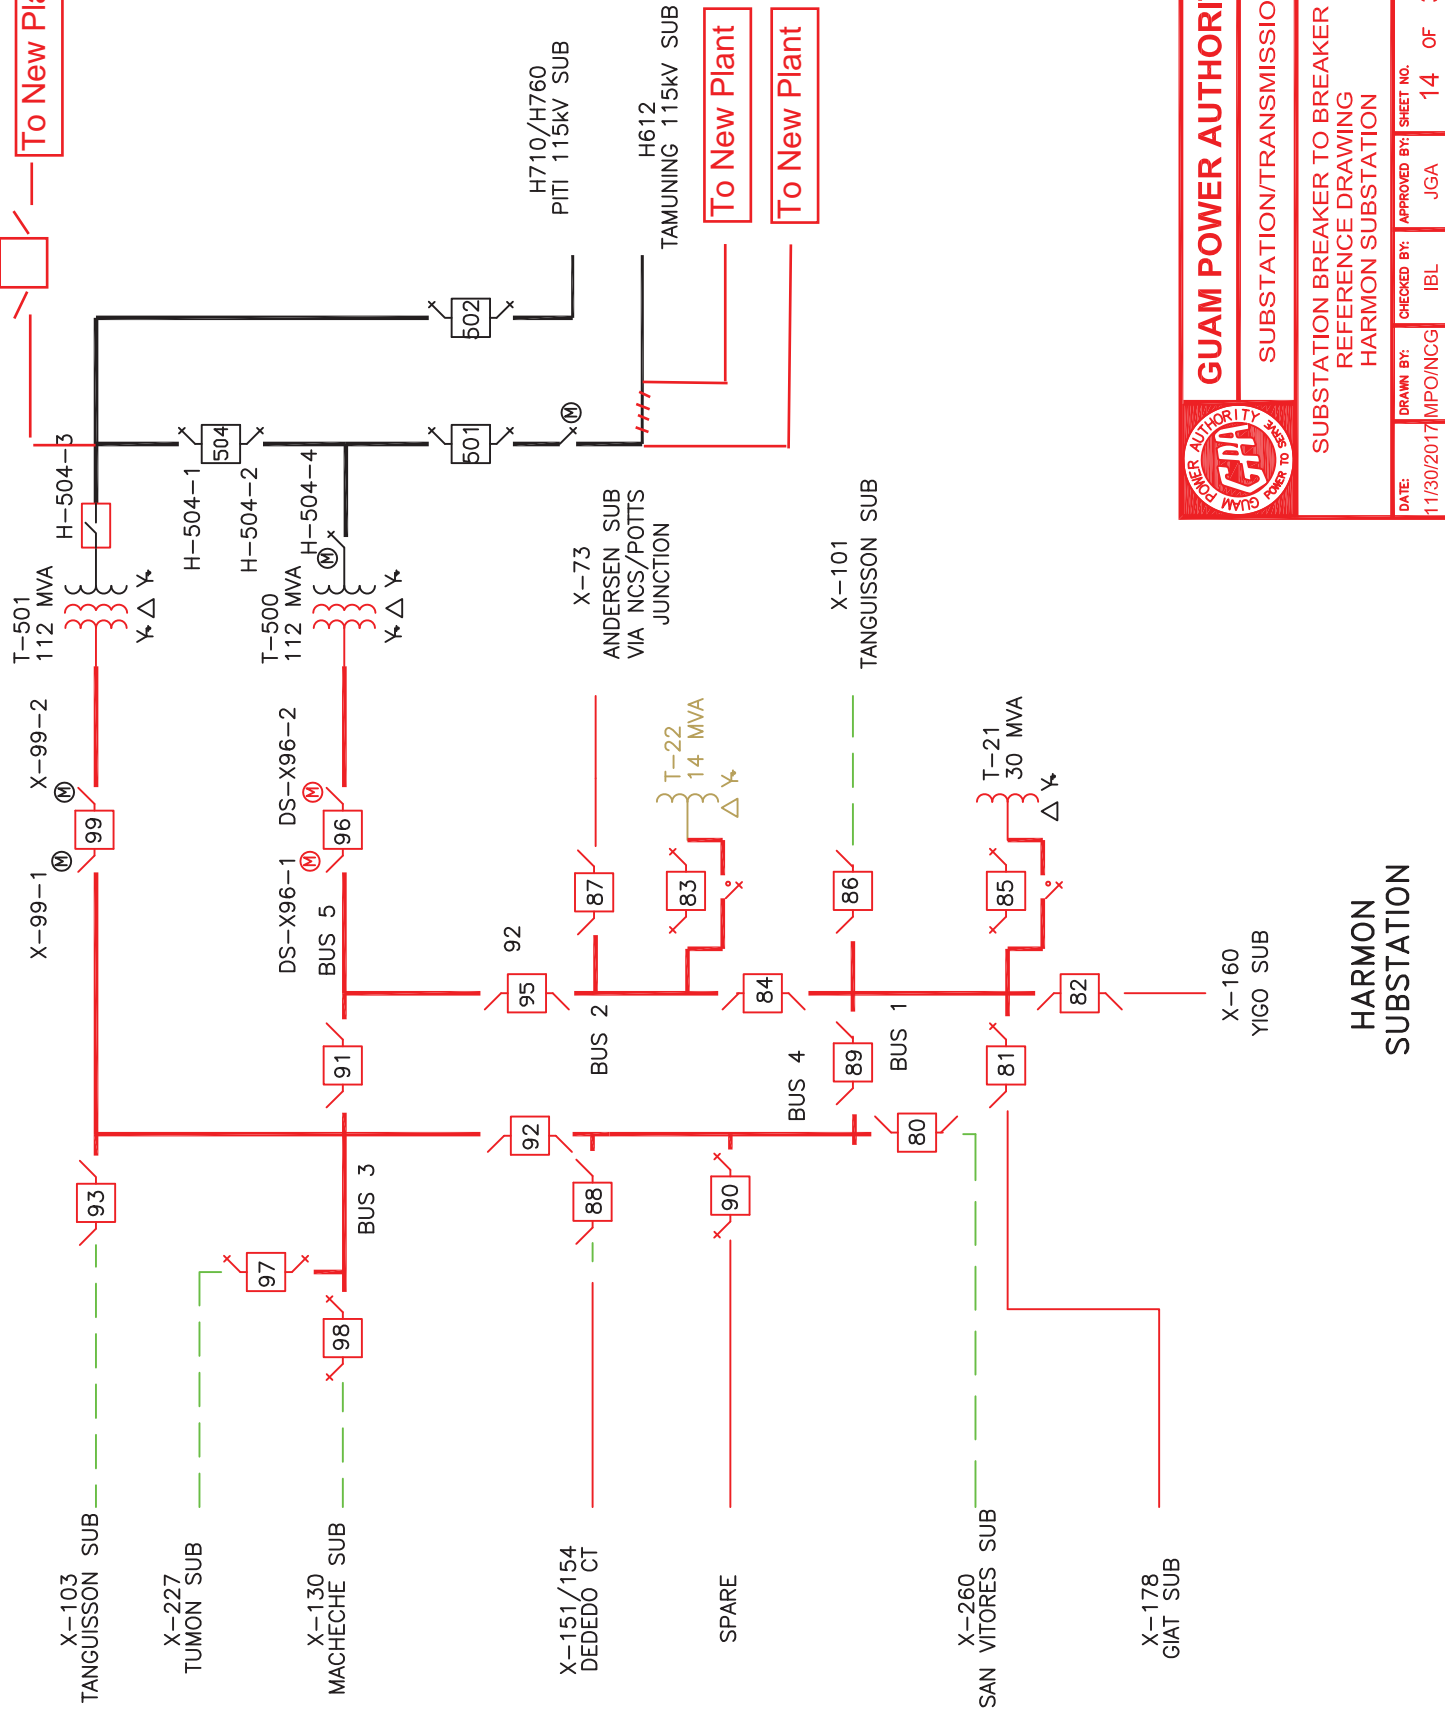 X-103
TANGUISSON SUB
X-227
TUMON SUB
X-130
MACHECHE SUB
X-151/154
DEDEDO CT
SPARE
X-260
SAN VITORES SUB
X-178
GIAT SUB
93
97
98
BUS 3
88
90
92
80
91
BUS 4
89
81
BUS 2
BUS 1
X-99-1
M
99
M
X-99-2
DS-X96-1
M
96
M
DS-X96-2
BUS 5
95
92
84
82
87
83
86
85
X-160
YIGO SUB
T-501
112 MVA
Y △ Y
T-500
112 MVA
Y △ Y
X-73
ANDERSEN SUB
VIA NCS/POTTS
JUNCTION
T-22
14 MVA
△ Y
X-101
TANGUISSON SUB
T-21
30 MVA
△ Y
H-504-3
H-504-1
504
H-504-2
H-504-4
M
501
M
502
H710/H760
PITI 115kV SUB
H612
TAMUNING 115kV SUB
To New Plant
To New Plant
HARMON
SUBSTATION
GUAM POWER AUTHORITY
POWER TO SERVE
GUAM POWER
SUBSTATION BREAKER TO BREAKER
REFERENCE DRAWING
HARMON SUBSTATION
DATE:
11/30/2017
DRAWN BY:
MPO/NCG
CHECKED BY:
IBL
APPROVED BY:
JGA
SHEET NO.
14 OF